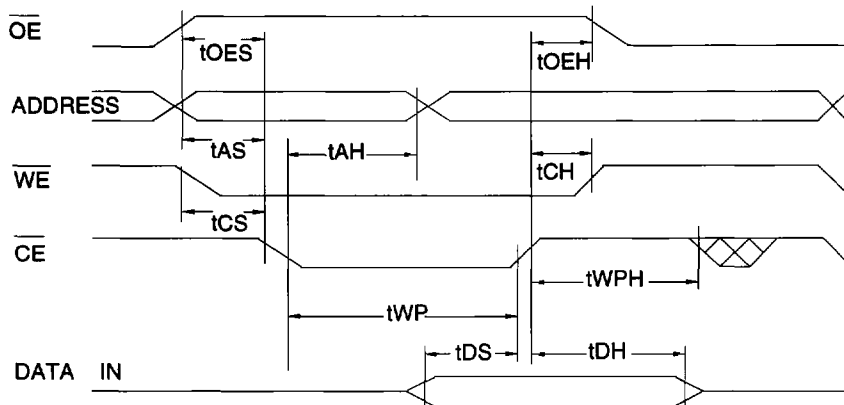 OE
tOES
tOEH
ADDRESS
tAS
tAH
WE
tCH
tCS
CE
tWPH
tWP
tDS
tDH
DATA IN